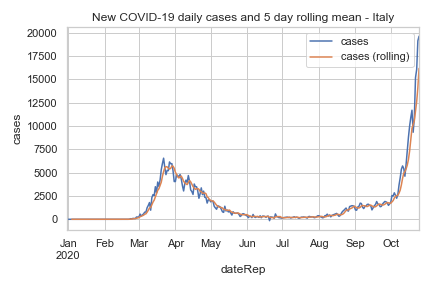 New COVID-19 daily cases and 5 day rolling mean - Italy
cases
cases (rolling)
20000
17500
15000
12500
10000
7500
5000
2500
0
cases
Jan Feb Mar Apr May Jun Jul Aug Sep Oct
2020
dateRep